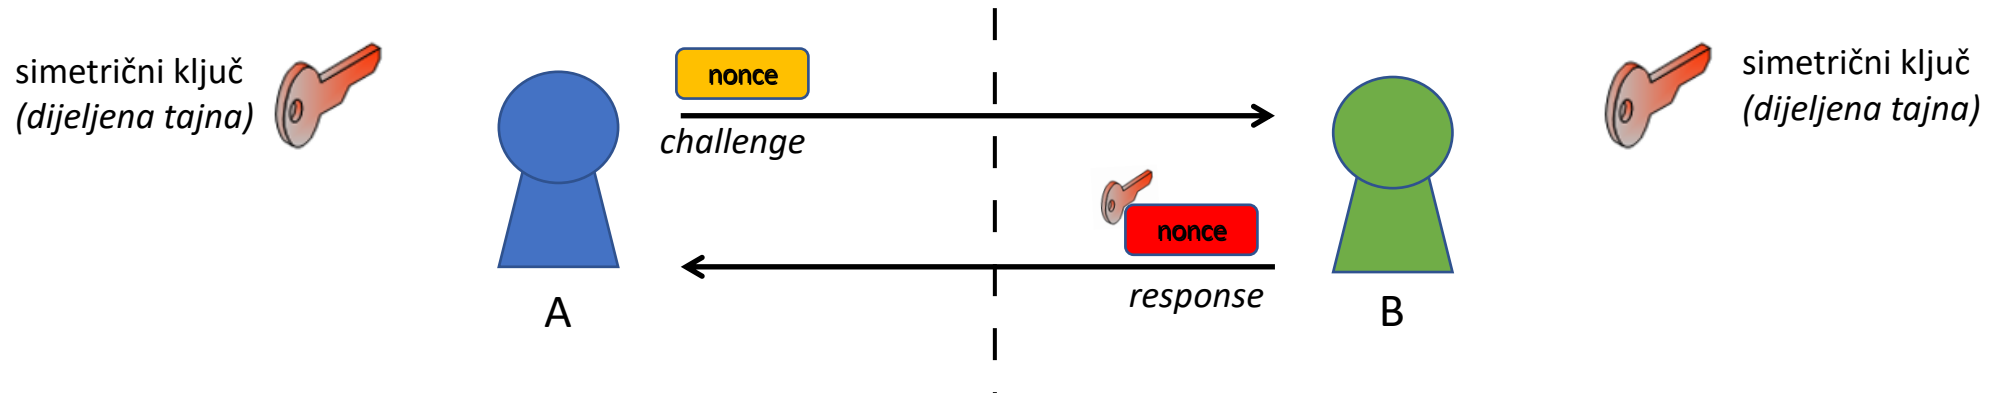 simetrični ključ
(dijeljena tajna)
nonce
challenge
simetrični ključ
(dijeljena tajna)
nonce
response
A
B